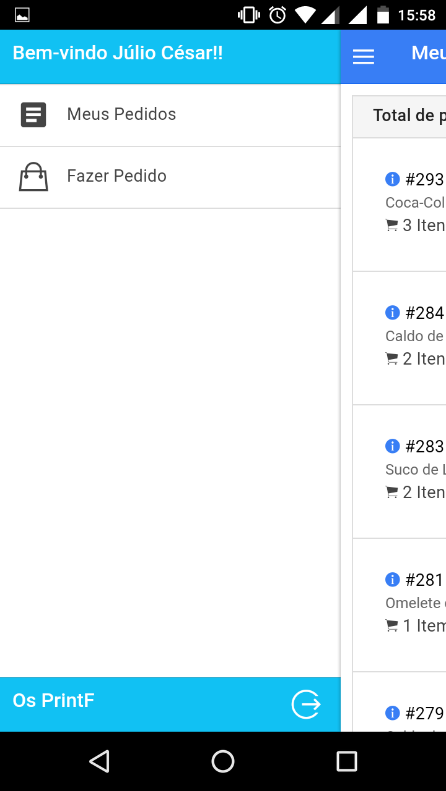 15:58
Bem-vindo Júlio César!!
Meus Pedidos
Fazer Pedido
Os PrintF
Meu
Total de p
#293
Coca-Col
3 Iten
#284
Caldo de
2 Iten
#283
Suco de L
2 Iten
#281
Omelete
1 Item
#279